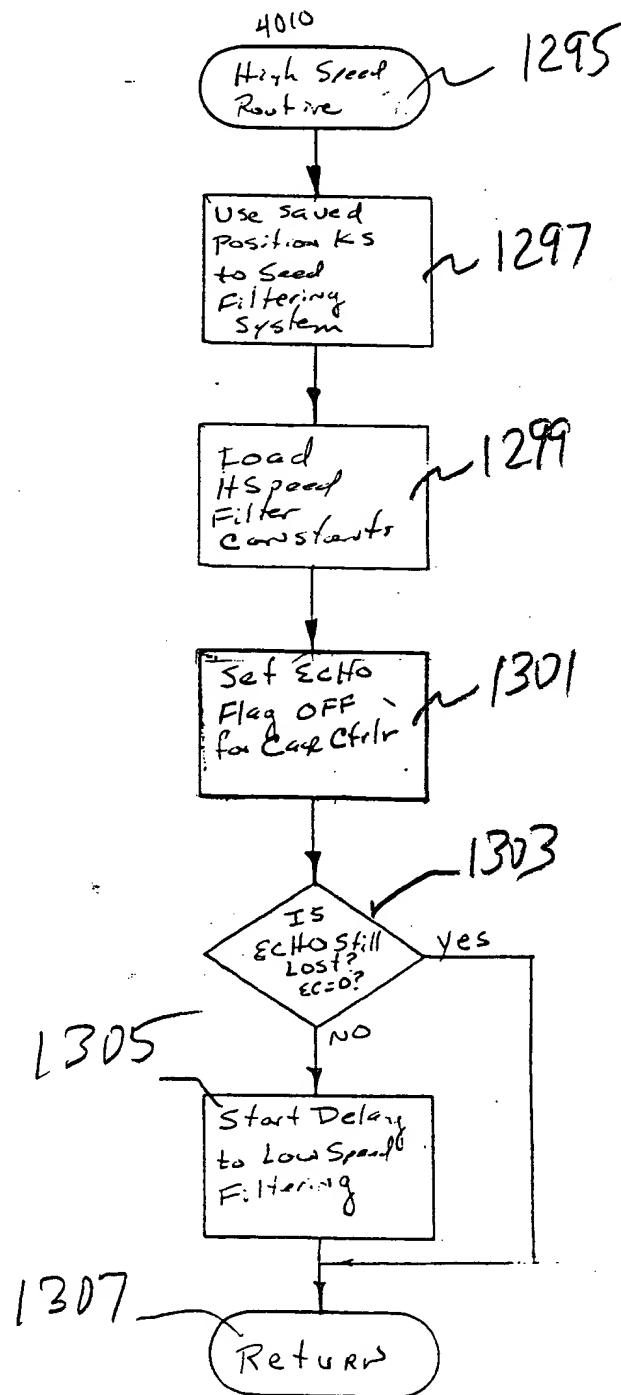 4010
High Speed
Routine
1295
Use saved
Position KS
to Seed
Filtering
System
1297
Load
HSpeed
Filter
Constants
1299
Set ECHO
Flag OFF
for Cage Ctrlr
1301
1303
IS
ECHO Still
Lost?
EC=0?
yes
NO
1305
Start Delay
to Low Speed
Filtering
1307
Return